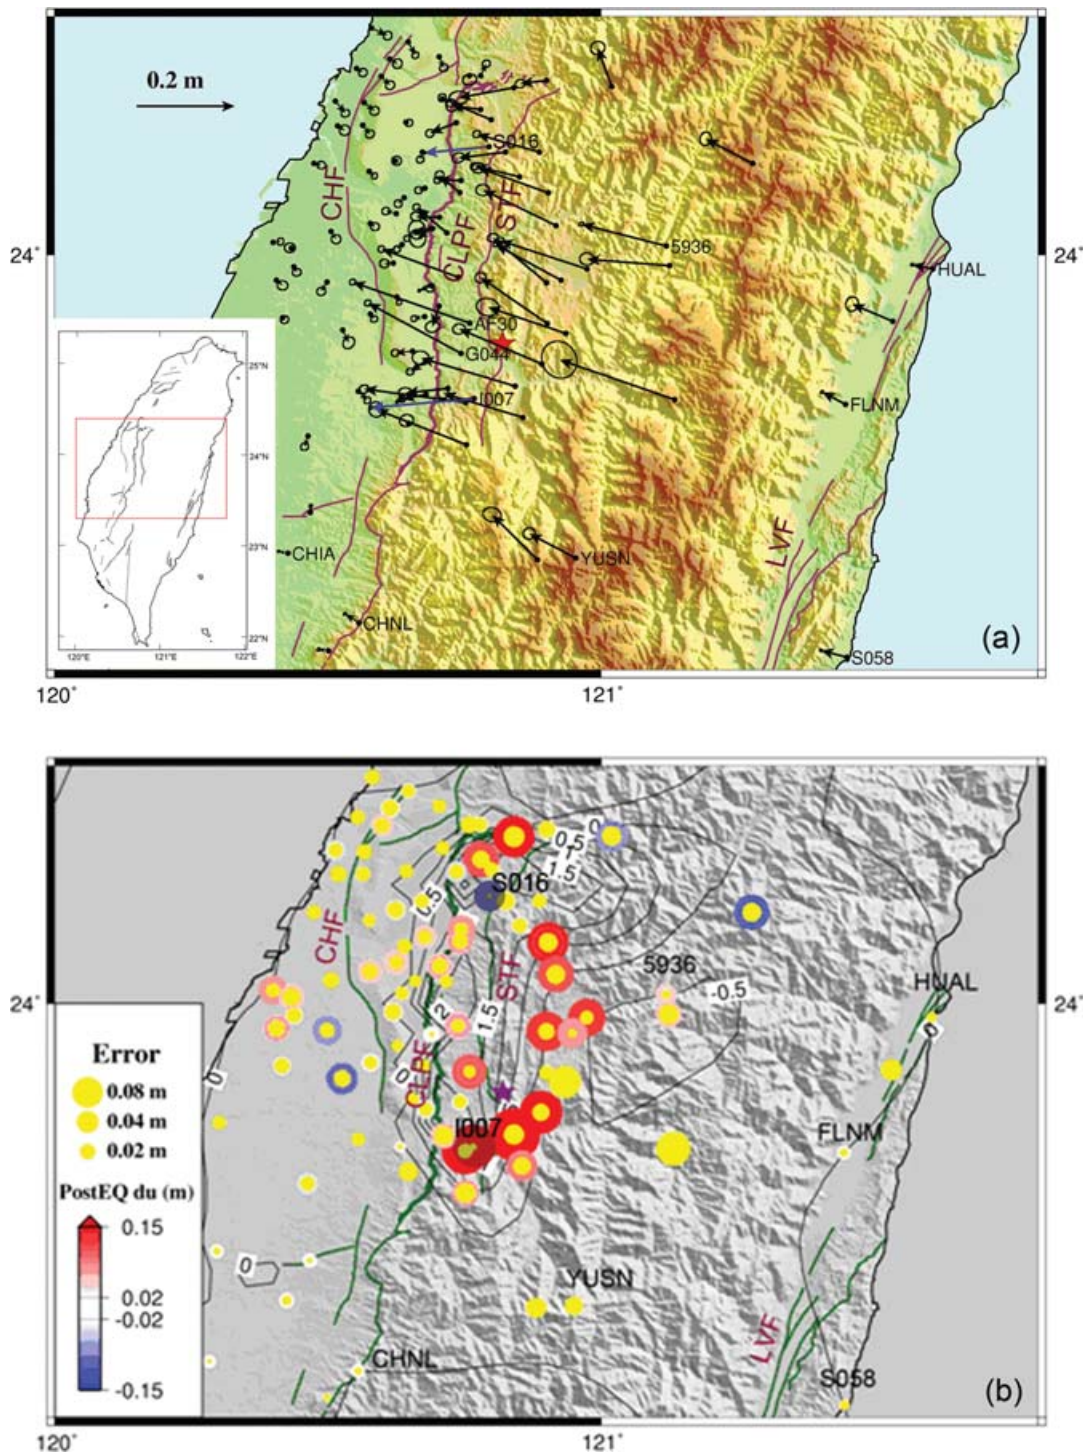 0.2 m
S016
CHF
STF
CLPF
5936
24°
24°
HUAL
AF30
G044
I007
FLNM
25°N
24°N
23°N
22°N
120°E
121°E
122°E
LVF
CHIA
YUSN
CHNL
S058
(a)
120°
121°
0
0.5
1
1.5
S016
0.5
CHF
STF
5936
-0.5
HUAL
24°
24°
2
1.5
0
0
CLPF
0
I007
FLNM
Error
0.08 m
0.04 m
0.02 m
PostEQ du (m)
0.15
0.02
-0.02
-0.15
0
YUSN
LVF
CHNL
S058
(b)
120°
121°